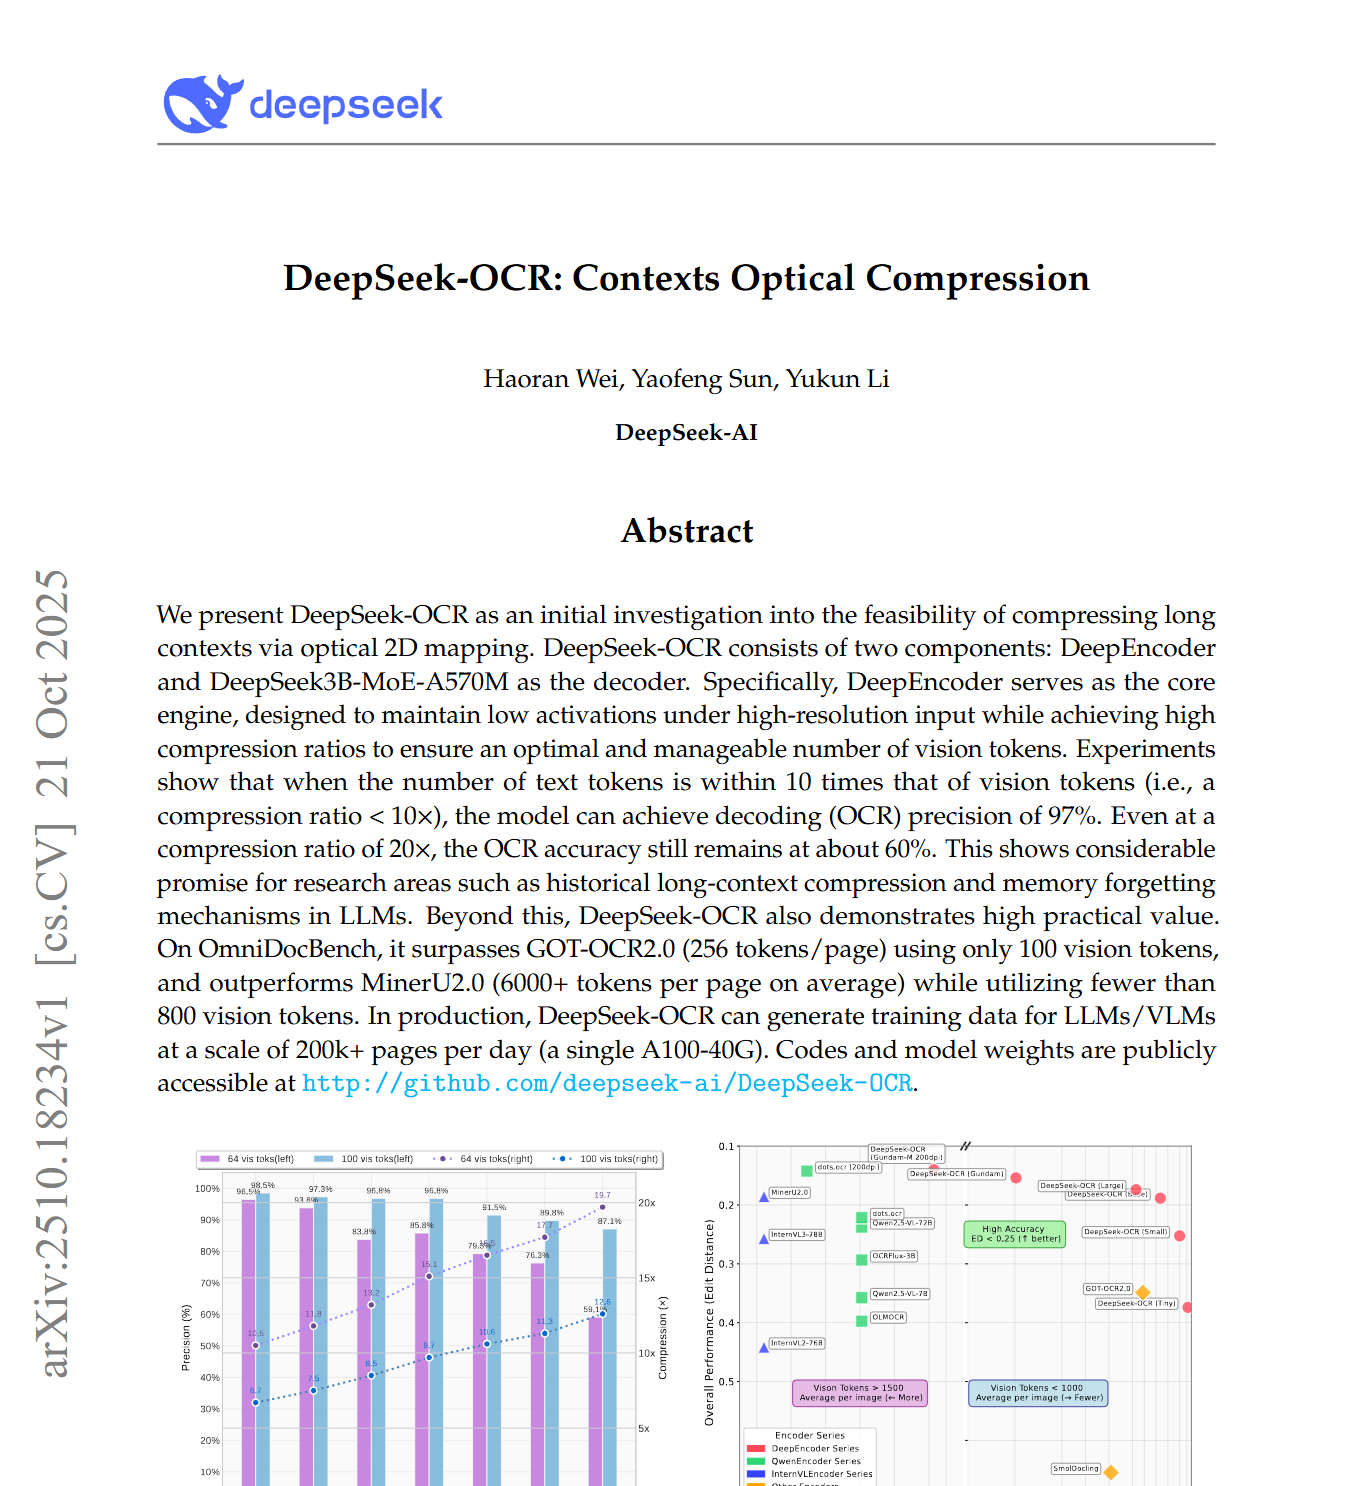 deepseek
DeepSeek-OCR: Contexts Optical Compression
Haoran Wei, Yaofeng Sun, Yukun Li
DeepSeek-AI
Abstract
We present DeepSeek-OCR as an initial investigation into the feasibility of compressing long
contexts via optical 2D mapping. DeepSeek-OCR consists of two components: DeepEncoder
and DeepSeek3B-MoE-A570M as the decoder. Specifically, DeepEncoder serves as the core
engine, designed to maintain low activations under high-resolution input while achieving high
compression ratios to ensure an optimal and manageable number of vision tokens. Experiments
show that when the number of text tokens is within 10 times that of vision tokens (i.e., a
compression ratio < 10×), the model can achieve decoding (OCR) precision of 97%. Even at a
compression ratio of 20×, the OCR accuracy still remains at about 60%. This shows considerable
promise for research areas such as historical long-context compression and memory forgetting
mechanisms in LLMs. Beyond this, DeepSeek-OCR also demonstrates high practical value.
On OmniDocBench, it surpasses GOT-OCR2.0 (256 tokens/page) using only 100 vision tokens,
and outperforms MinerU2.0 (6000+ tokens per page on average) while utilizing fewer than
800 vision tokens. In production, DeepSeek-OCR can generate training data for LLMs/VLMs
at a scale of 200k+ pages per day (a single A100-40G). Codes and model weights are publicly
accessible at http://github.com/deepseek-ai/DeepSeek-OCR.
arXiv:2510.18234v1 [cs.CV] 21 Oct 2025
64 vis toks(left) 100 vis toks(left) 64 vis toks(right) 100 vis toks(right)
Precision (%)
100%
90%
80%
70%
60%
50%
40%
30%
20%
10%
96.5% 98.5%
93.8% 97.3%
83.8% 96.8%
85.8% 96.8%
79.3% 91.5%
76.3% 89.8%
59.1% 87.1%
10.5 11.8 13.2 15.1 16.5 17.7 19.7
6.7 7.5 8.5 9.7 10.6 11.3 12.6
20x
15x
10x
5x
Compression (×)
Overall Performance (Edit Distance)
0.1
0.2
0.3
0.4
0.5
DeepSeek-OCR
(Gundam-M 200dpi)
dots.ocr (200dpi)
DeepSeek-OCR (Gundam)
DeepSeek-OCR (Large)
DeepSeek-OCR
MinerU2.0
dots.ocr
Qwen2.5-VL-72B
InternVL3-78B
High Accuracy
ED < 0.25 (↑ better)
DeepSeek-OCR (Small)
OCRFlux-3B
GOT-OCR2.0
Qwen2.5-VL-7B
DeepSeek-OCR (Tiny)
OLMOCR
InternVL2-76B
Vison Tokens > 1500
Average per image (← More)
Vision Tokens < 1000
Average per image (→ Fewer)
Encoder Series
DeepEncoder Series
QwenEncoder Series
InternVLEncoder Series
Other Encoders
SmolDocling